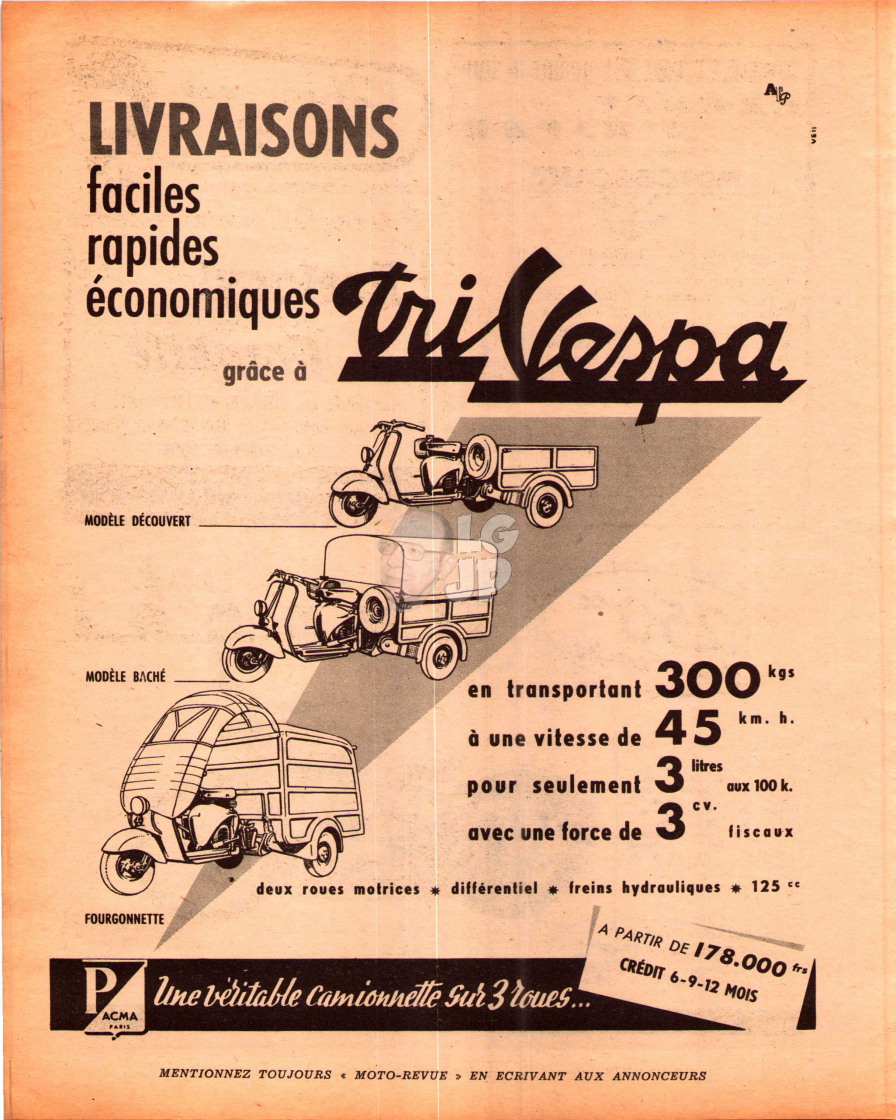 LIVRAISONS
faciles
rapides
économiques
grâce à
triVespa
MODÈLE DÉCOUVERT
LG
JP
MODÈLE BACHÉ
FOURGONNETTE
en transportant 300 kgs
à une vitesse de 45 km. h.
pour seulement 3 litres aux 100 k.
avec une force de 3 cv. fiscaux
deux roues motrices * différentiel * freins hydrauliques * 125 cc
A PARTIR DE 178.000 frs
CRÉDIT 6-9-12 MOIS
P
ACMA
PARIS
Une véritable camionnette sur 3 roues...
MENTIONNEZ TOUJOURS « MOTO-REVUE » EN ECRIVANT AUX ANNONCEURS